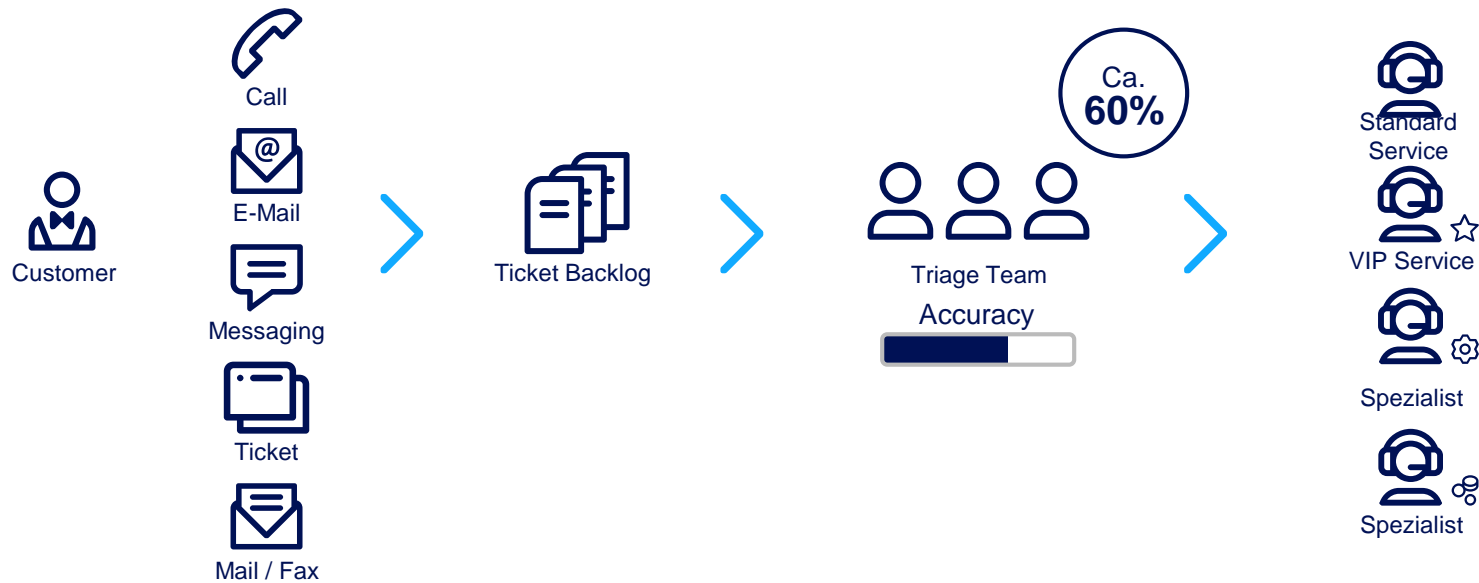 Customer
Call
@
E-Mail
Messaging
Ticket
Mail / Fax
Ticket Backlog
Ca.
60%
Triage Team
Accuracy
Standard
Service
VIP Service
Spezialist
Spezialist